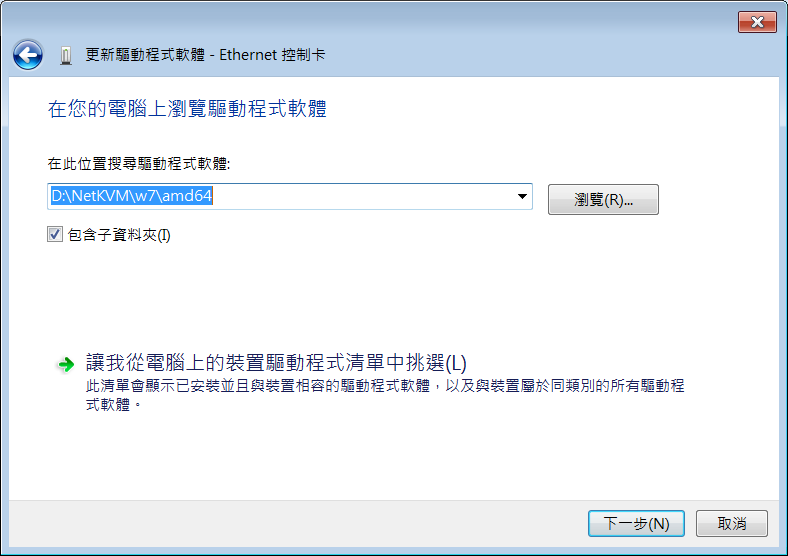 更新驅動程式軟體 - Ethernet 控制卡
在您的電腦上瀏覽驅動程式軟體
在此位置搜尋驅動程式軟體:
D:\NetKVM\w7\amd64
瀏覽(R)...
包含子資料夾(I)
讓我從電腦上的裝置驅動程式清單中挑選(L)
此清單會顯示已安裝並且與裝置相容的驅動程式軟體，以及與裝置屬於同類別的所有驅動程
式軟體。
下一步(N)
取消